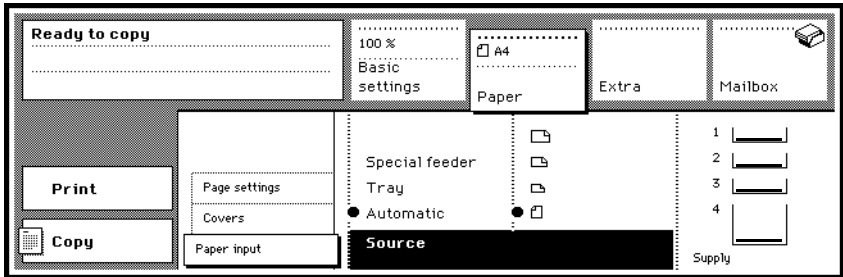 Ready to copy
100 %
Basic
settings
A4
Paper
Extra
Mailbox
Print
Copy
Page settings
Covers
Paper input
Special feeder
Tray
Automatic
Source
1
2
3
4
Supply